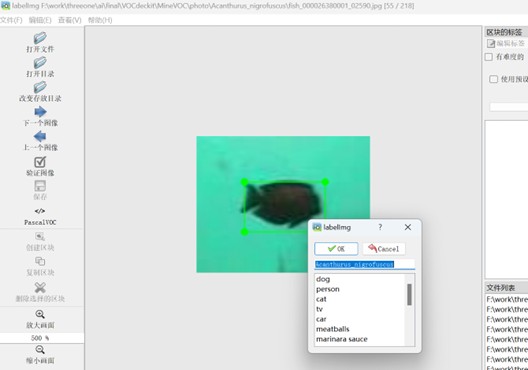 labelImg F:\work\threeone\ai\final\VOCdeckit\MineVOC\photo\Acanthurus_nigrofuscus\fish_000026380001_02590.jpg [55 / 218]
文件(F) 编辑(E) 查看(V) 帮助(H)
打开文件
打开目录
改变存放目录
下一个图像
上一个图像
验证图像
保存
</>
PascalVOC
创建区块
复制区块
删除选择的区块
放大画面
500 %
缩小画面
区块的标签
编辑标签
有难度的
使用预设
labelImg
?
OK
Cancel
Acanthurus_nigrofuscus
dog
person
cat
tv
car
meatballs
marinara sauce
文件列表
F:\work\thre
F:\work\thre
F:\work\thre
F:\work\thre
F:\work\thre
F:\work\thre
F:\work\thre